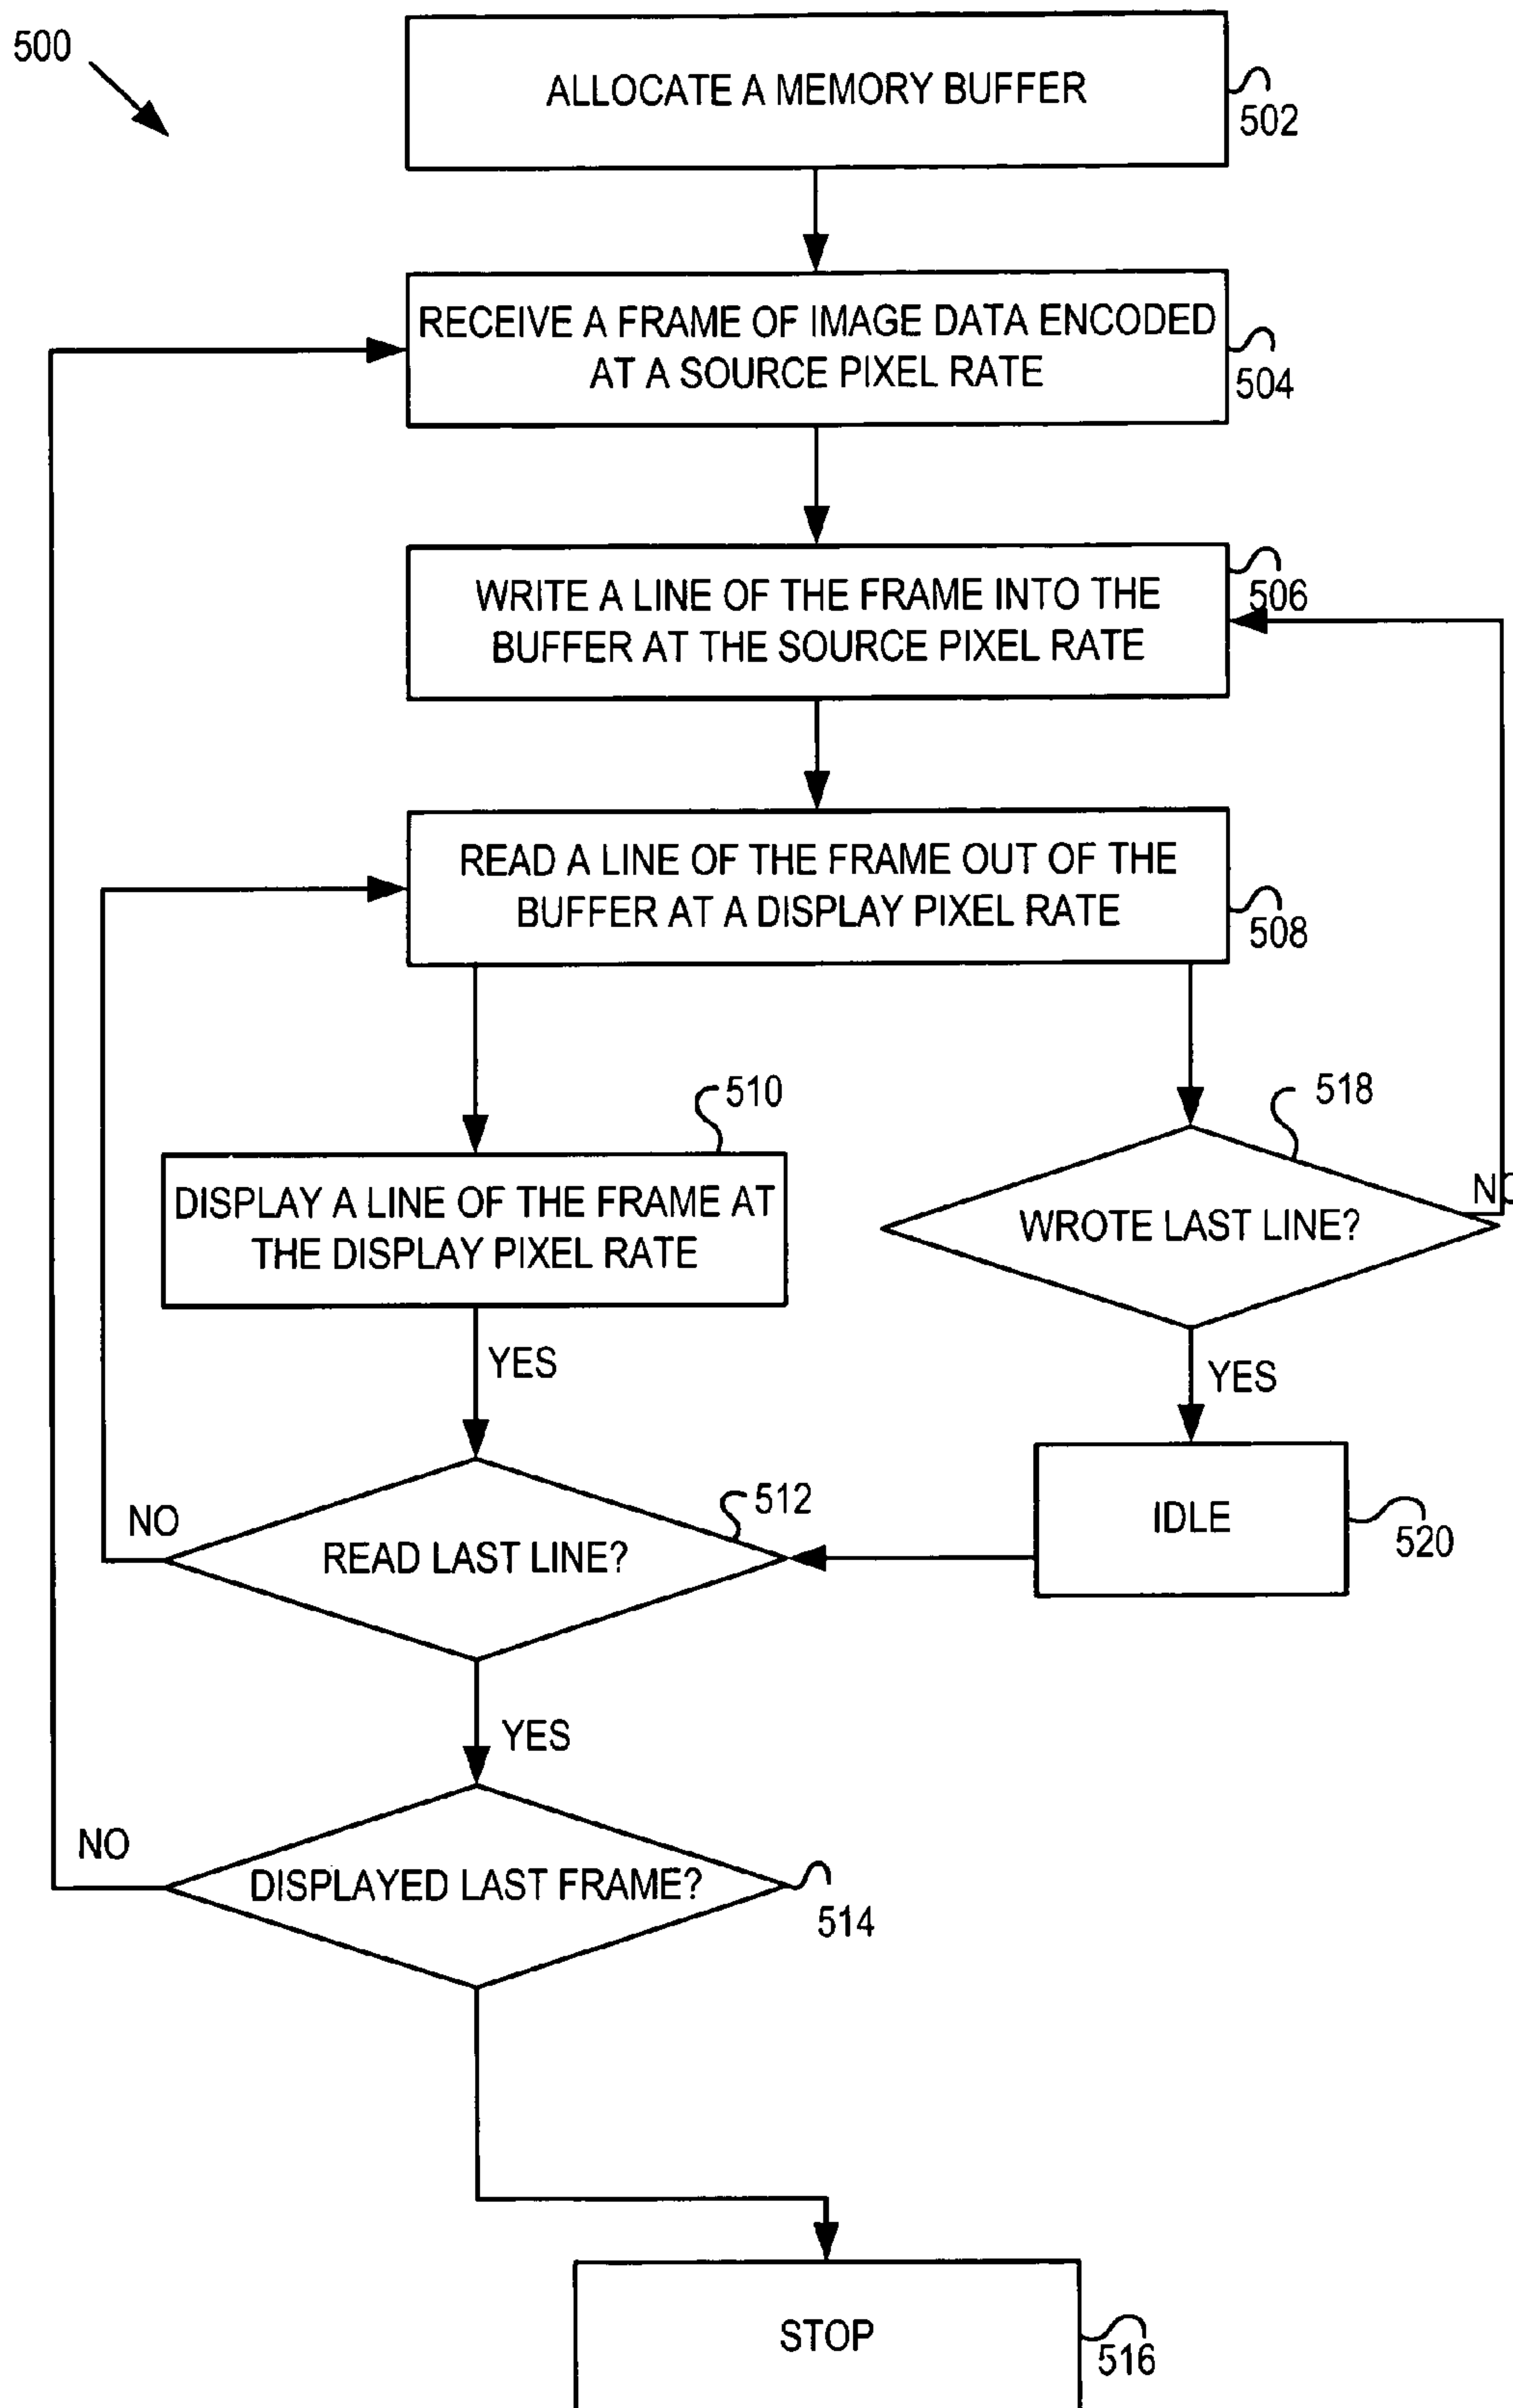 500
ALLOCATE A MEMORY BUFFER
502
RECEIVE A FRAME OF IMAGE DATA ENCODED
AT A SOURCE PIXEL RATE
504
WRITE A LINE OF THE FRAME INTO THE
BUFFER AT THE SOURCE PIXEL RATE
506
READ A LINE OF THE FRAME OUT OF THE
BUFFER AT A DISPLAY PIXEL RATE
508
510
DISPLAY A LINE OF THE FRAME AT
THE DISPLAY PIXEL RATE
518
WROTE LAST LINE?
NO
YES
YES
512
READ LAST LINE?
NO
IDLE
520
YES
DISPLAYED LAST FRAME?
NO
514
STOP
516